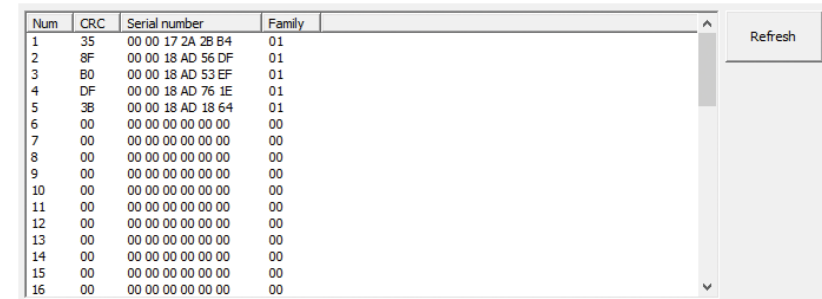 Num CRC Serial number Family
Refresh
1 35 00 00 17 2A 2B B4 01
2 8F 00 00 18 AD 56 DF 01
3 B0 00 00 18 AD 53 EF 01
4 DF 00 00 18 AD 76 1E 01
5 3B 00 00 18 AD 18 64 01
6 00 00 00 00 00 00 00 00
7 00 00 00 00 00 00 00 00
8 00 00 00 00 00 00 00 00
9 00 00 00 00 00 00 00 00
10 00 00 00 00 00 00 00 00
11 00 00 00 00 00 00 00 00
12 00 00 00 00 00 00 00 00
13 00 00 00 00 00 00 00 00
14 00 00 00 00 00 00 00 00
15 00 00 00 00 00 00 00 00
16 00 00 00 00 00 00 00 00